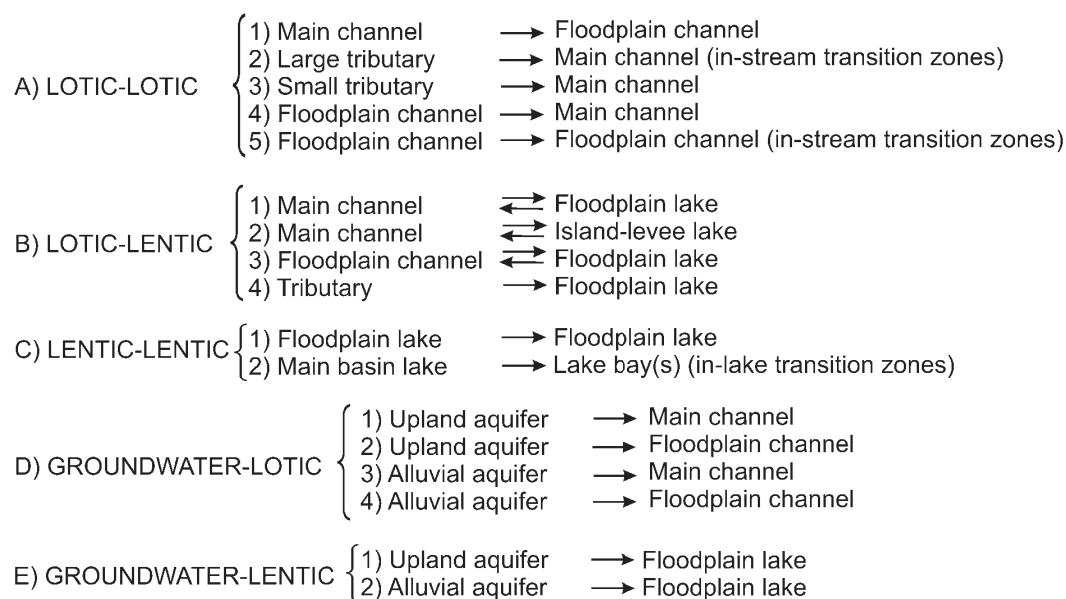 1) Main channel → Floodplain channel
2) Large tributary → Main channel (in-stream transition zones)
A) LOTIC-LOTIC 3) Small tributary → Main channel
4) Floodplain channel → Main channel
5) Floodplain channel → Floodplain channel (in-stream transition zones)
1) Main channel ⇄ Floodplain lake
B) LOTIC-LENTIC 2) Main channel ⇄ Island-levee lake
3) Floodplain channel ⇄ Floodplain lake
4) Tributary → Floodplain lake
C) LENTIC-LENTIC 1) Floodplain lake → Floodplain lake
2) Main basin lake → Lake bay(s) (in-lake transition zones)
1) Upland aquifer → Main channel
2) Upland aquifer → Floodplain channel
D) GROUNDWATER-LOTIC 3) Alluvial aquifer → Main channel
4) Alluvial aquifer → Floodplain channel
E) GROUNDWATER-LENTIC 1) Upland aquifer → Floodplain lake
2) Alluvial aquifer → Floodplain lake